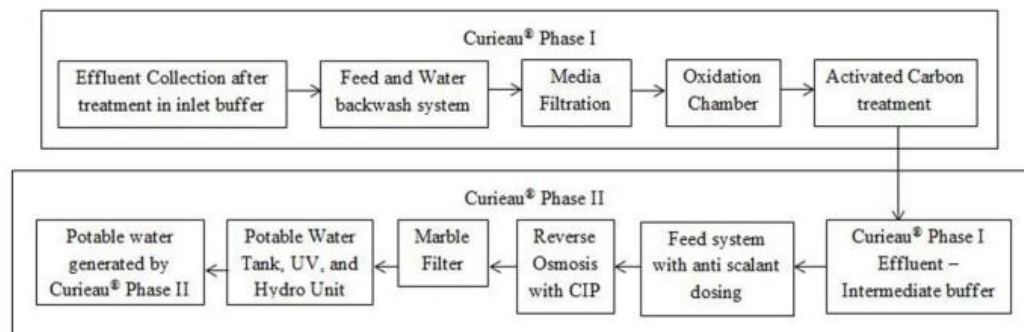 Curieau® Phase I
Effluent Collection after
treatment in inlet buffer
Feed and Water
backwash system
Media
Filtration
Oxidation
Chamber
Activated Carbon
treatment
Curieau® Phase II
Potable water
generated by
Curieau® Phase II
Potable Water
Tank, UV, and
Hydro Unit
Marble
Filter
Reverse
Osmosis
with CIP
Feed system
with anti scalant
dosing
Curieau® Phase I
Effluent –
Intermediate buffer